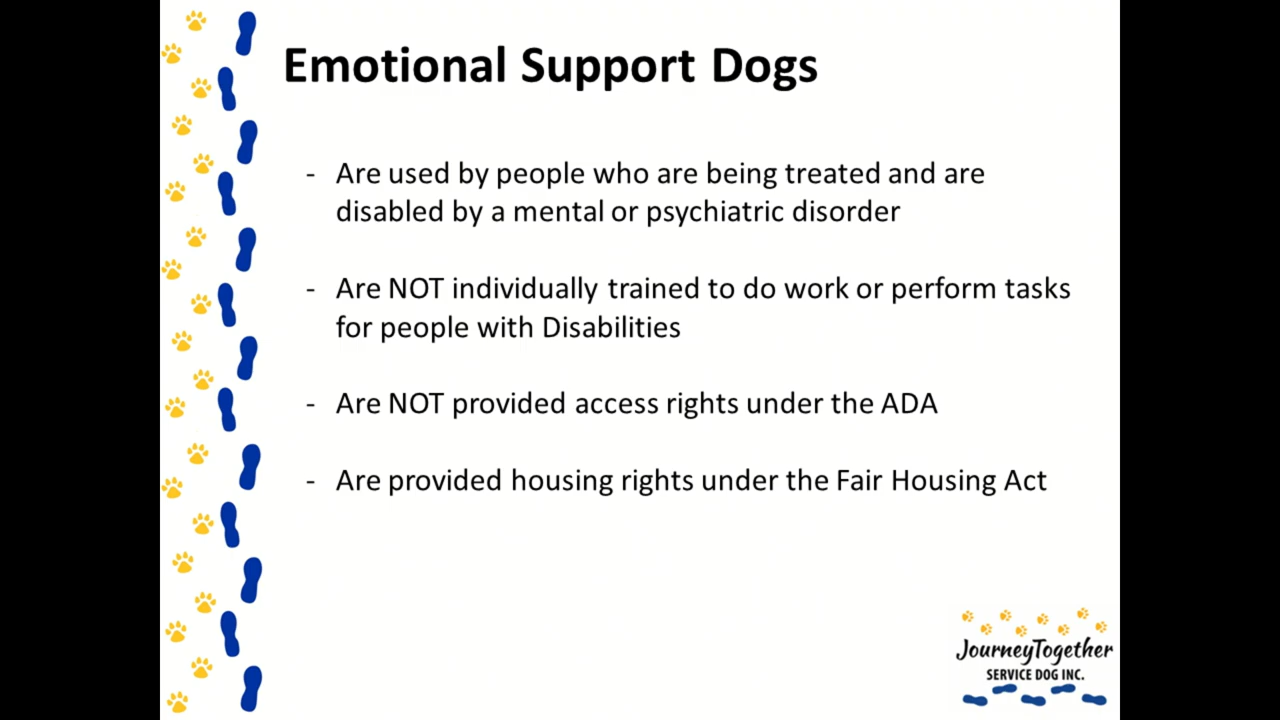 Emotional Support Dogs
- Are used by people who are being treated and are
disabled by a mental or psychiatric disorder
- Are NOT individually trained to do work or perform tasks
for people with Disabilities
- Are NOT provided access rights under the ADA
- Are provided housing rights under the Fair Housing Act
JourneyTogether
SERVICE DOG INC.